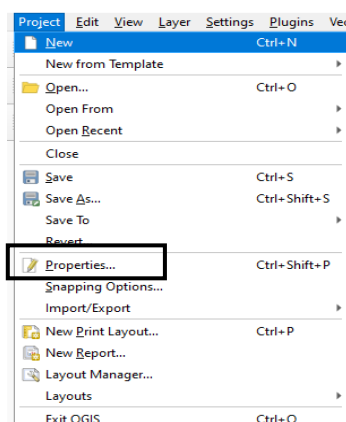 Project Edit View Layer Settings Plugins Vec
New Ctrl+N
New from Template
Open... Ctrl+O
Open From
Open Recent
Close
Save Ctrl+S
Save As... Ctrl+Shift+S
Save To
Revert
Properties... Ctrl+Shift+P
Snapping Options...
Import/Export
New Print Layout... Ctrl+P
New Report...
Layout Manager...
Layouts
Exit QGIS Ctrl+Q